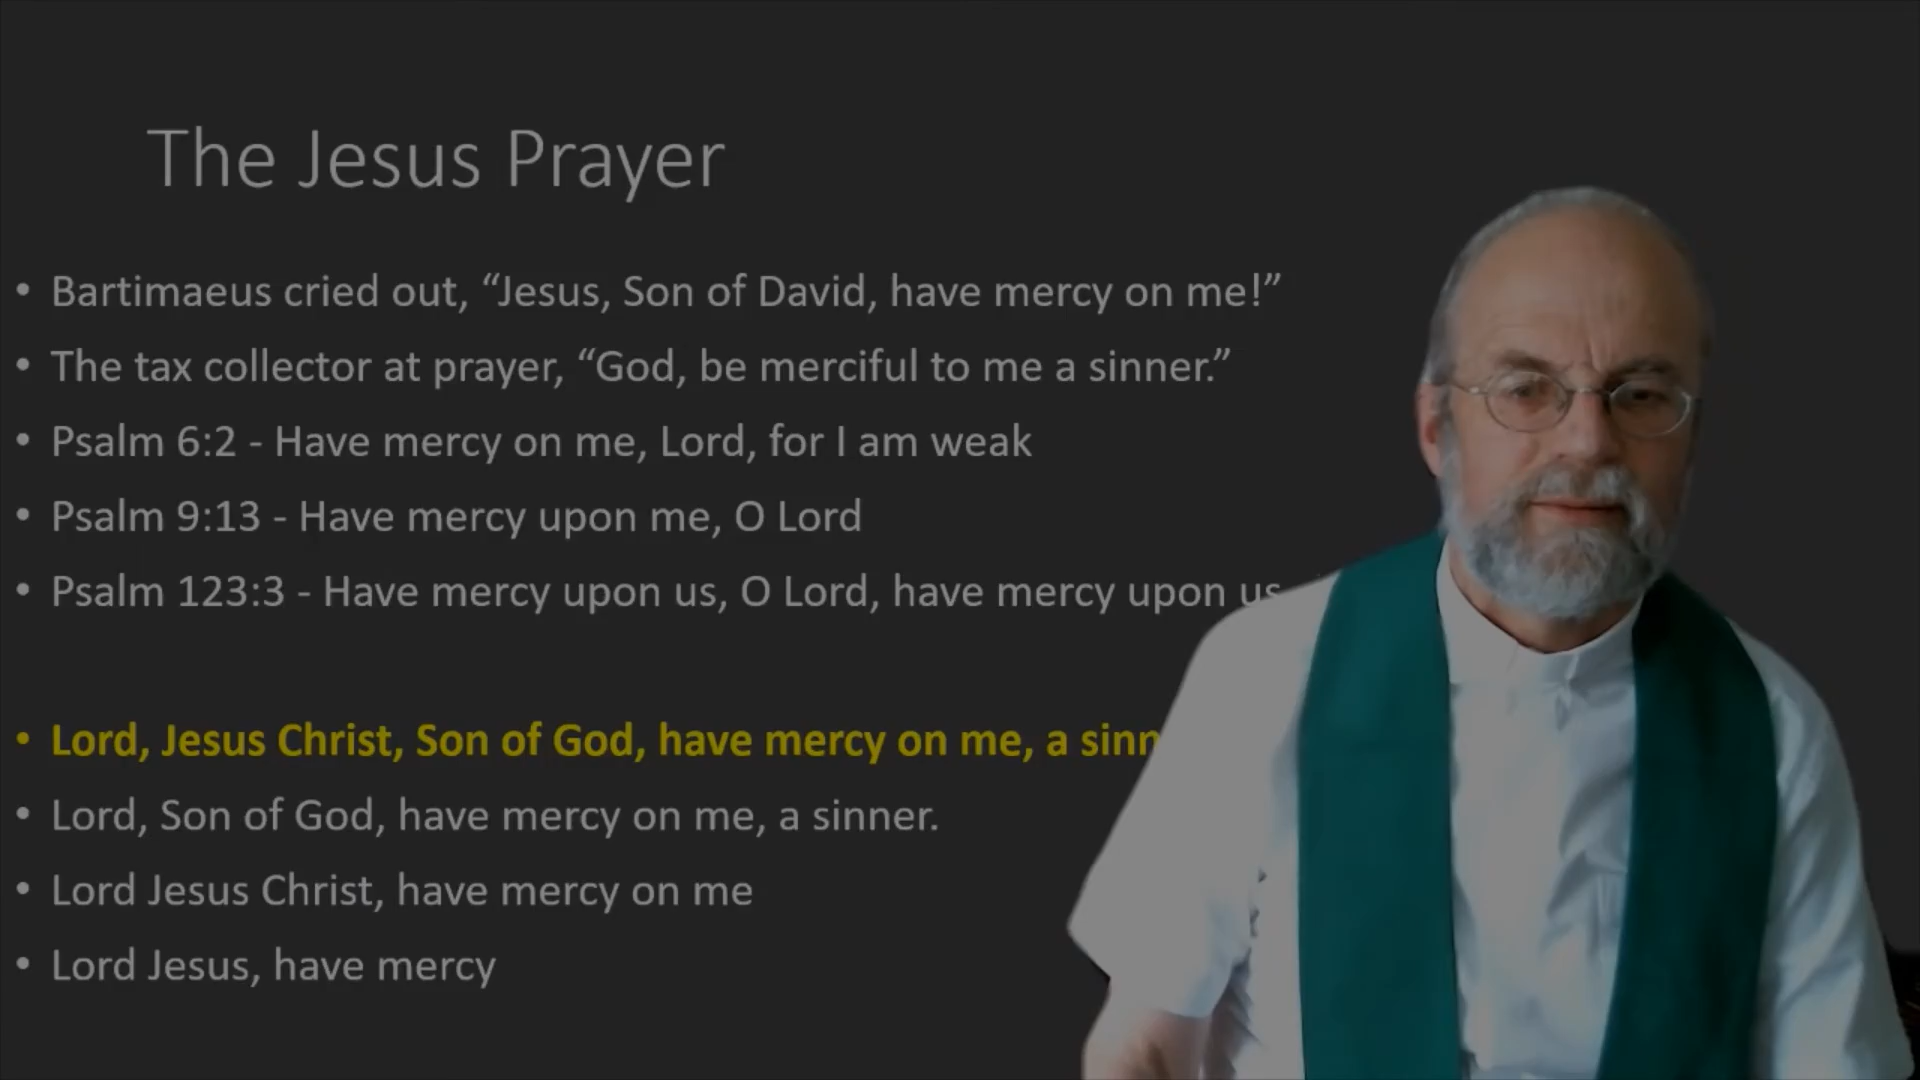 The Jesus Prayer
• Bartimaeus cried out, “Jesus, Son of David, have mercy on me!”
• The tax collector at prayer, “God, be merciful to me a sinner.”
• Psalm 6:2 - Have mercy on me, Lord, for I am weak
• Psalm 9:13 - Have mercy upon me, O Lord
• Psalm 123:3 - Have mercy upon us, O Lord, have mercy upon us
• Lord, Jesus Christ, Son of God, have mercy on me, a
• Lord, Son of God, have mercy on me, a sinner.
• Lord Jesus Christ, have mercy on me
• Lord Jesus, have mercy